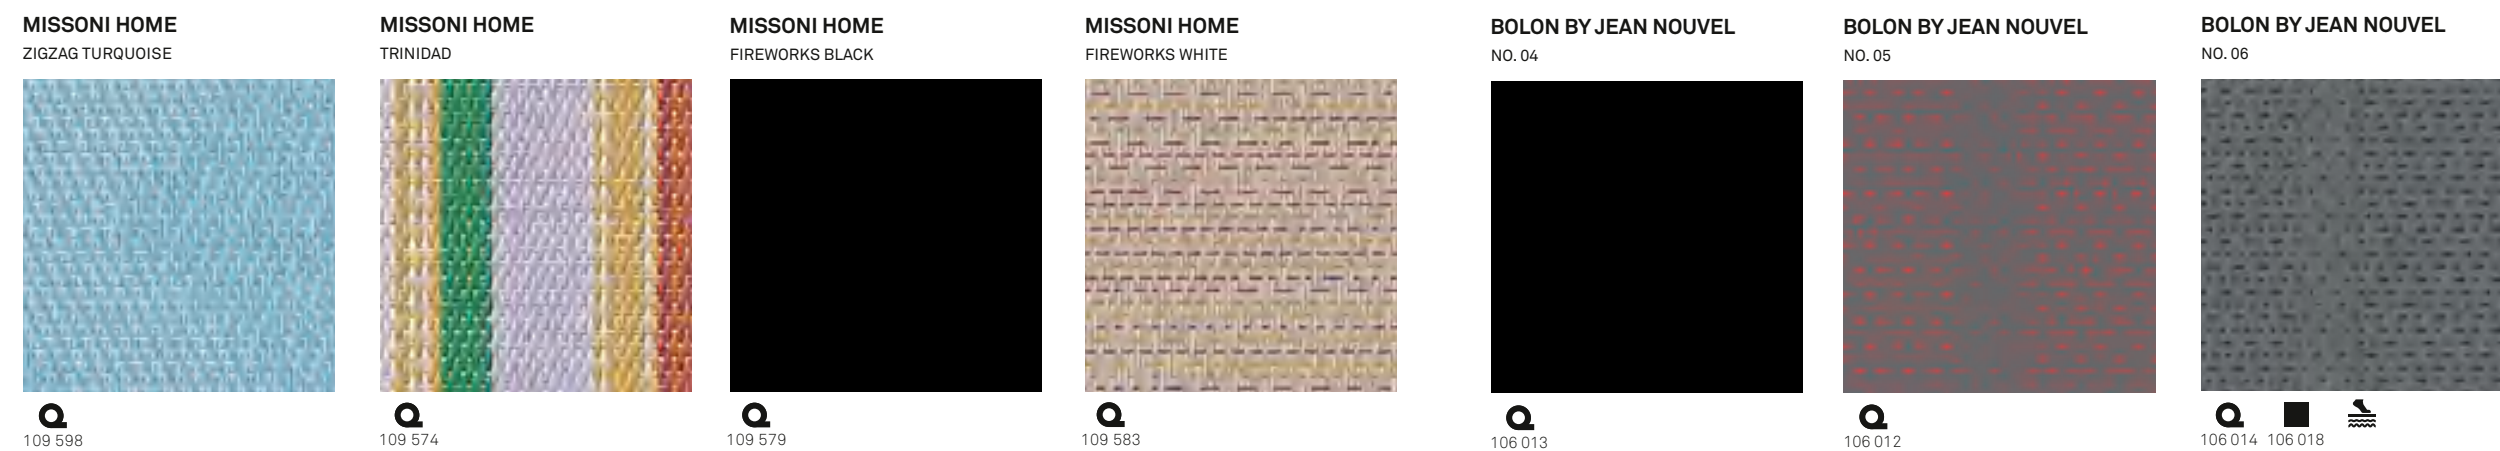 MISSONI HOME
ZIGZAG TURQUOISE
109 598
MISSONI HOME
TRINIDAD
109 574
MISSONI HOME
FIREWORKS BLACK
109 579
MISSONI HOME
FIREWORKS WHITE
109 583
BOLON BY JEAN NOUVEL
NO. 04
106 013
BOLON BY JEAN NOUVEL
NO. 05
106 012
BOLON BY JEAN NOUVEL
NO. 06
106 014 106 018